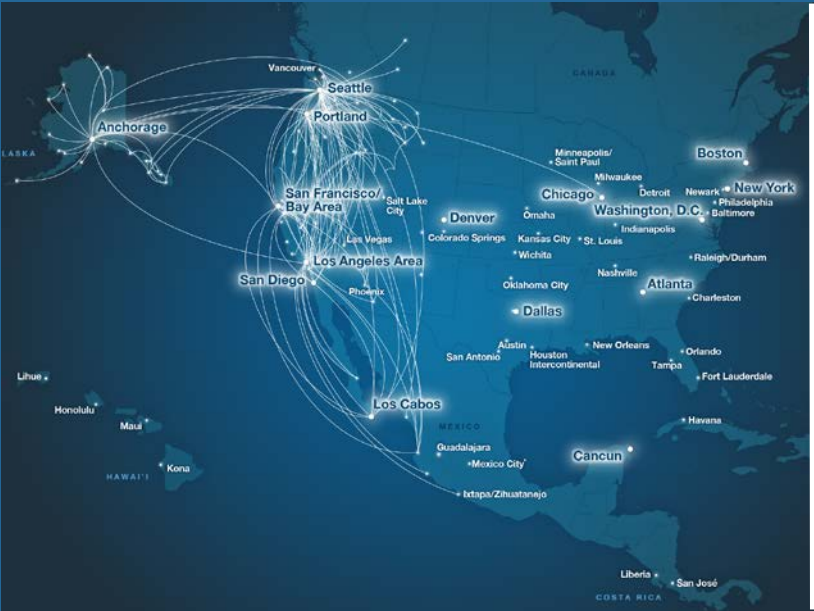 CANADA
Vancouver
Seattle
Portland
Anchorage
ALASKA
Minneapolis/
Saint Paul
Boston
Milwaukee
Chicago
Detroit
Newark
New York
Philadelphia
Washington, D.C.
Baltimore
San Francisco/
Bay Area
Salt Lake
City
Denver
Omaha
Indianapolis
Las Vegas
Colorado Springs
Kansas City
St. Louis
Wichita
Raleigh/Durham
Los Angeles Area
San Diego
Phoenix
Nashville
Oklahoma City
Atlanta
Charleston
Dallas
Austin
San Antonio
Houston
Intercontinental
New Orleans
Orlando
Tampa
Fort Lauderdale
Lihue
Honolulu
Maui
Kona
HAWAI'I
Los Cabos
MEXICO
Havana
Guadalajara
Mexico City
Cancun
Ixtapa/Zihuatanejo
Liberia
San José
COSTA RICA